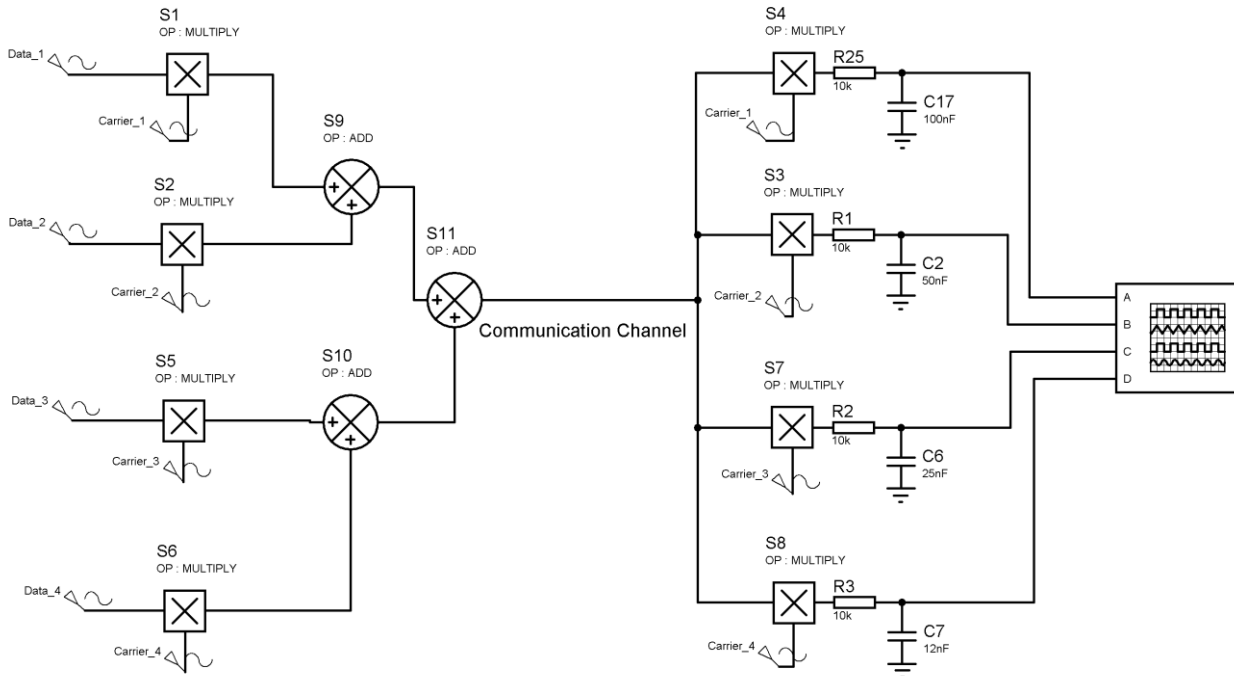 S1
OP : MULTIPLY
Data_1
Carrier_1
S9
OP : ADD
S2
OP : MULTIPLY
Data_2
Carrier_2
S11
OP : ADD
Communication Channel
S5
OP : MULTIPLY
Data_3
Carrier_3
S10
OP : ADD
S6
OP : MULTIPLY
Data_4
Carrier_4
S4
OP : MULTIPLY
R25
10k
C17
100nF
Carrier_1
S3
OP : MULTIPLY
R1
10k
C2
50nF
Carrier_2
S7
OP : MULTIPLY
R2
10k
C6
25nF
Carrier_3
S8
OP : MULTIPLY
R3
10k
C7
12nF
Carrier_4
A
B
C
D